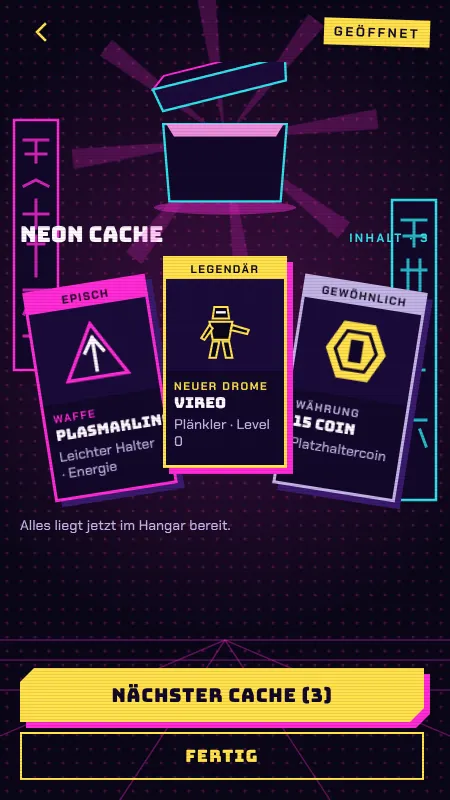 GEÖFFNET
NEON CACHE
INHALT · 3
EPISCH
WAFFE
Leichter Halter
· Energie
LEGENDÄR
NEUER DROME
VIREO
Plänkler · Level
0
GEWÖHNLICH
WÄHRUNG
15 COIN
Platzhaltercoin
Alles liegt jetzt im Hangar bereit.
NÄCHSTER CACHE (3)
FERTIG